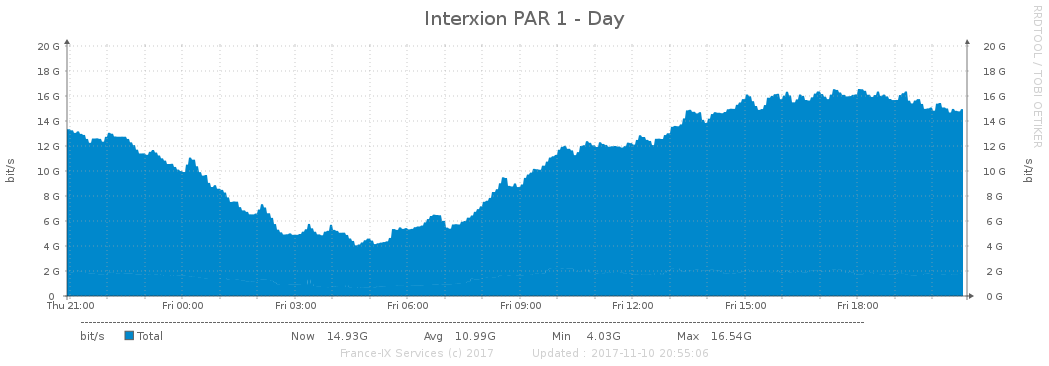 Interxion PAR 1 - Day
RRDTOOL / TOBI OETIKER
20 G 20 G
18 G 18 G
16 G 16 G
14 G 14 G
12 G 12 G
10 G 10 G
8 G 8 G
6 G 6 G
4 G 4 G
2 G 2 G
0 0 G
bit/s bit/s
Thu 21:00 Fri 00:00 Fri 03:00 Fri 06:00 Fri 09:00 Fri 12:00 Fri 15:00 Fri 18:00
bit/s Total Now 14.93G Avg 10.99G Min 4.03G Max 16.54G
France-IX Services (c) 2017 Updated : 2017-11-10 20:55:06